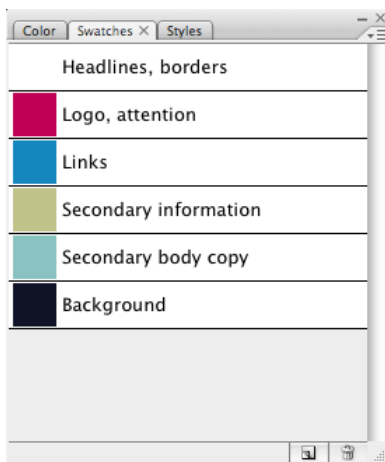 Color Swatches × Styles
Headlines, borders
Logo, attention
Links
Secondary information
Secondary body copy
Background